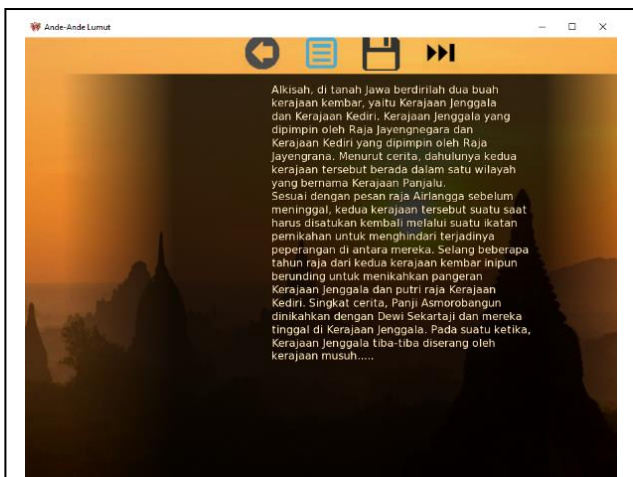 Ande-Ande Lumut
Alkisah, di tanah Jawa berdirilah dua buah
kerajaan kembar, yaitu Kerajaan Jenggala
dan Kerajaan Kediri. Kerajaan Jenggala yang
dipimpin oleh Raja Jayengnegara dan
Kerajaan Kediri yang dipimpin oleh Raja
Jayengrana. Menurut cerita, dahulunya kedua
kerajaan tersebut berada dalam satu wilayah
yang bernama Kerajaan Panjalu.
Sesuai dengan pesan raja Airlangga sebelum
meninggal, kedua kerajaan tersebut suatu saat
harus disatukan kembali melalui suatu ikatan
pernikahan untuk menghindari terjadinya
peperangan di antara mereka. Selang beberapa
tahun raja dari kedua kerajaan kembar inipun
berunding untuk menikahkan pangeran
Kerajaan Jenggala dan putri raja Kerajaan
Kediri. Singkat cerita, Panji Asmorobangun
dinikahkan dengan Dewi Sekartaji dan mereka
tinggal di Kerajaan Jenggala. Pada suatu ketika,
Kerajaan Jenggala tiba-tiba diserang oleh
kerajaan musuh.....